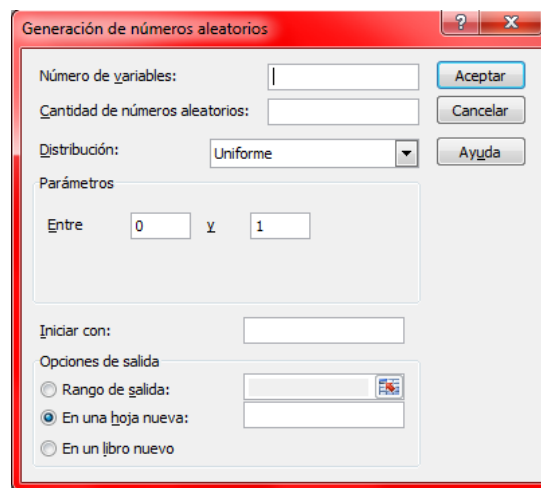 Generación de números aleatorios
?
X
Número de variables:
Aceptar
Cantidad de números aleatorios:
Cancelar
Distribución:
Uniforme
Ayuda
Parámetros
Entre 0 y 1
Iniciar con:
Opciones de salida
Rango de salida:
En una hoja nueva:
En un libro nuevo